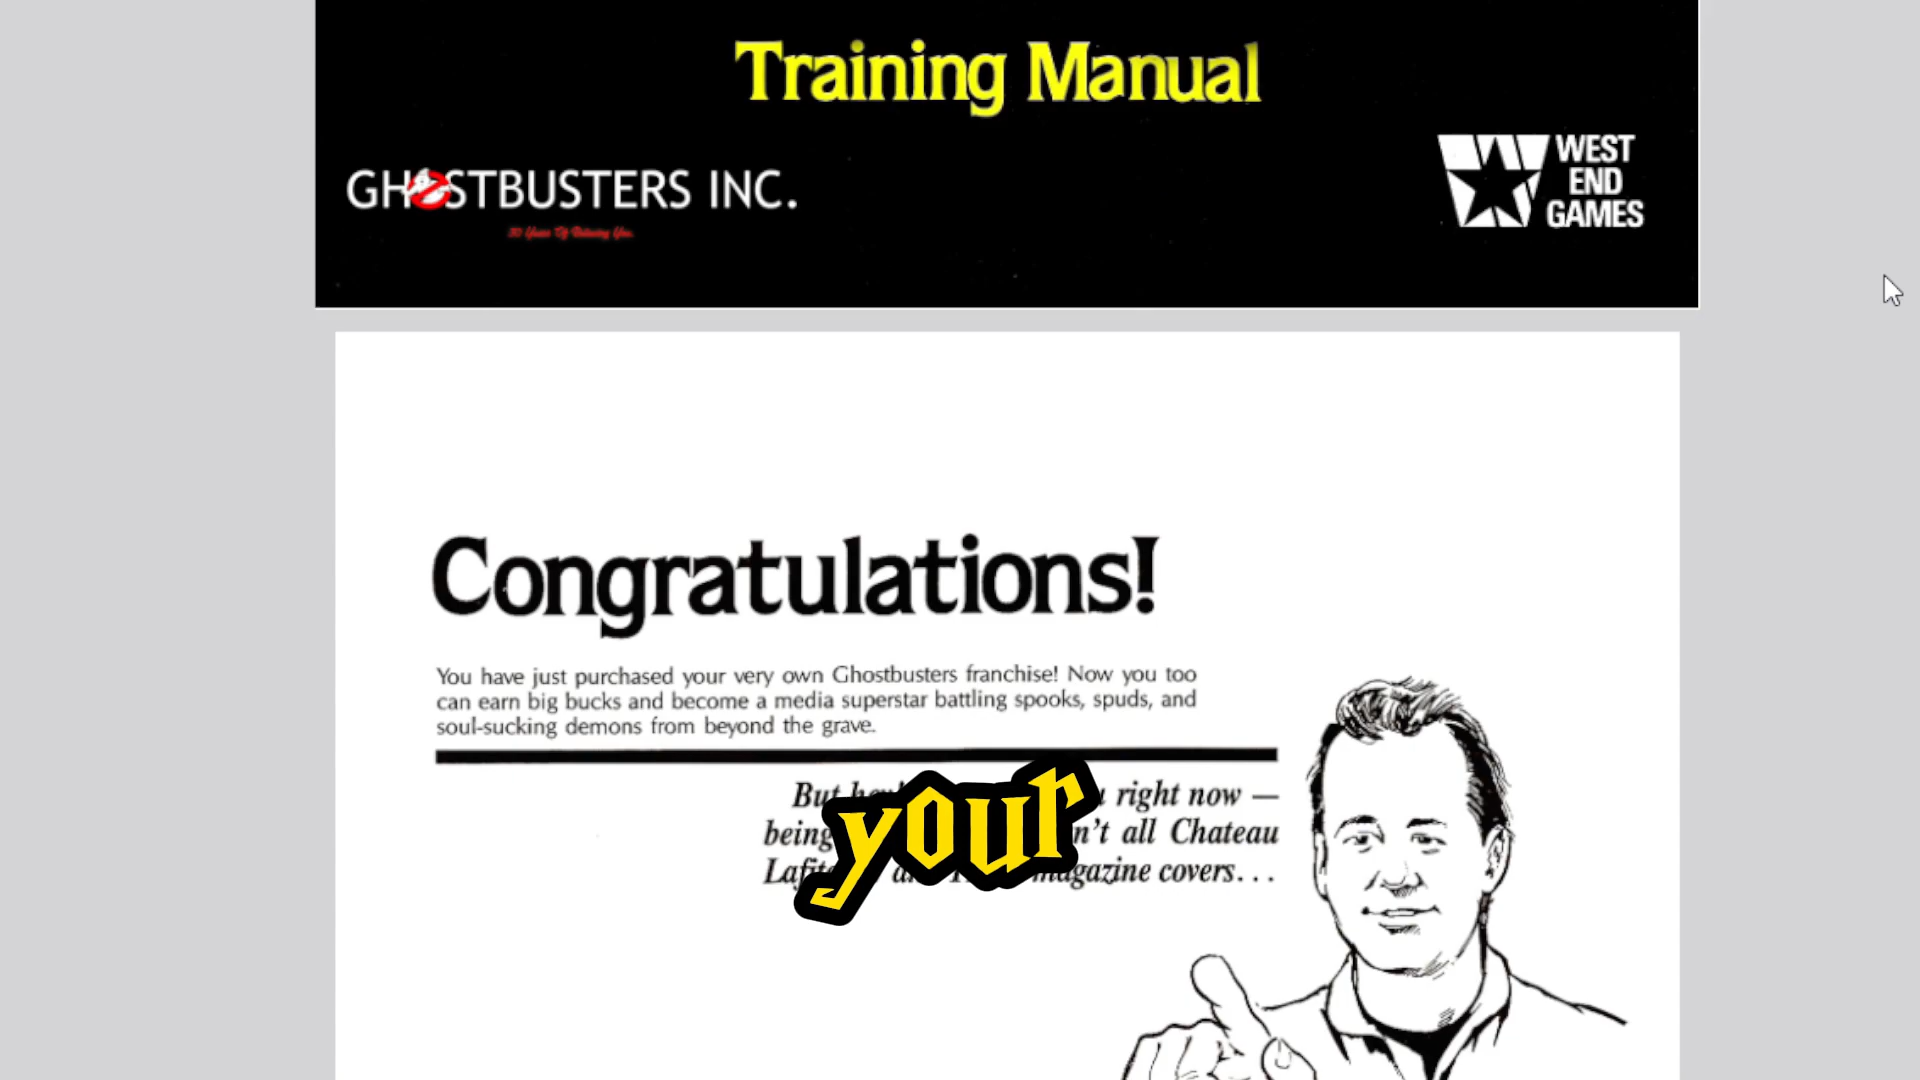 Training Manual
GHOSTBUSTERS INC.
WEST
END
GAMES
Congratulations!
You have just purchased your very own Ghostbusters franchise! Now you too
can earn big bucks and become a media superstar battling spooks, spuds, and
soul-sucking demons from beyond the grave.
But right now —
being all Chateau
magazine covers...
your